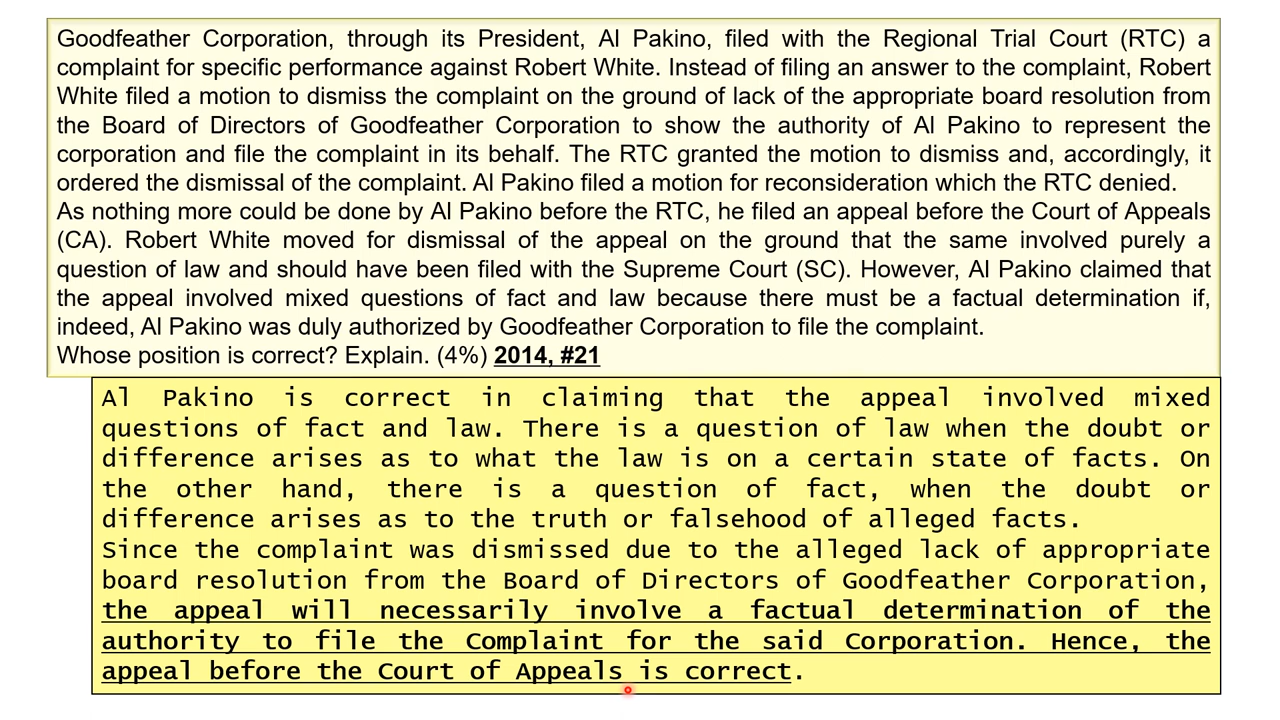 Goodfeather Corporation, through its President, Al Pakino, filed with the Regional Trial Court (RTC) a
complaint for specific performance against Robert White. Instead of filing an answer to the complaint, Robert
White filed a motion to dismiss the complaint on the ground of lack of the appropriate board resolution from
the Board of Directors of Goodfeather Corporation to show the authority of Al Pakino to represent the
corporation and file the complaint in its behalf. The RTC granted the motion to dismiss and, accordingly, it
ordered the dismissal of the complaint. Al Pakino filed a motion for reconsideration which the RTC denied.
As nothing more could be done by Al Pakino before the RTC, he filed an appeal before the Court of Appeals
(CA). Robert White moved for dismissal of the appeal on the ground that the same involved purely a
question of law and should have been filed with the Supreme Court (SC). However, Al Pakino claimed that
the appeal involved mixed questions of fact and law because there must be a factual determination if,
indeed, Al Pakino was duly authorized by Goodfeather Corporation to file the complaint.
Whose position is correct? Explain. (4%) 2014, #21
Al Pakino is correct in claiming that the appeal involved mixed
questions of fact and law. There is a question of law when the doubt or
difference arises as to what the law is on a certain state of facts. On
the other hand, there is a question of fact, when the doubt or
difference arises as to the truth or falsehood of alleged facts.
Since the complaint was dismissed due to the alleged lack of appropriate
board resolution from the Board of Directors of Goodfeather Corporation,
the appeal will necessarily involve a factual determination of the
authority to file the Complaint for the said Corporation. Hence, the
appeal before the Court of Appeals is correct.